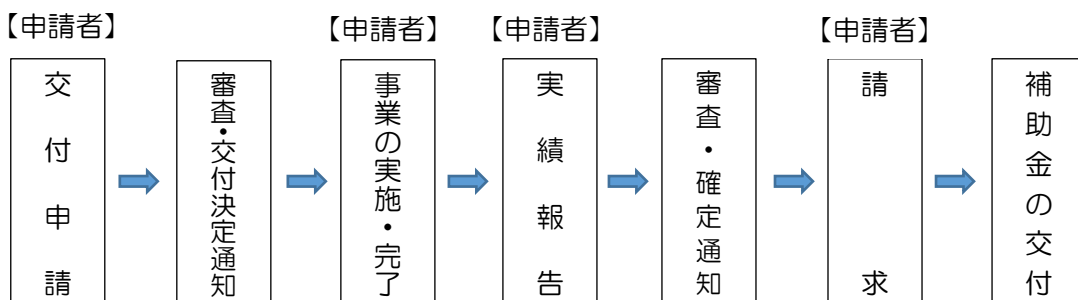 【申請者】
交付申請
審査・交付決定通知
【申請者】
事業の実施・完了
【申請者】
実績報告
審査・確定通知
【申請者】
請求
補助金の交付